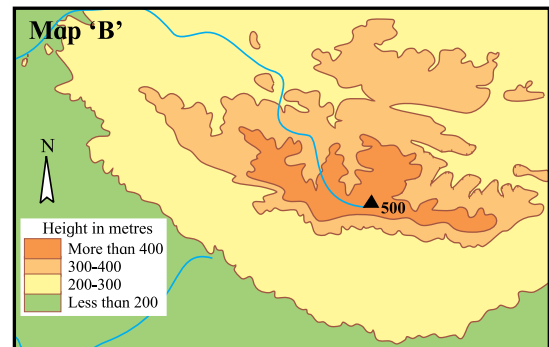 Map ‘B’
N
500
Height in metres
More than 400
300-400
200-300
Less than 200